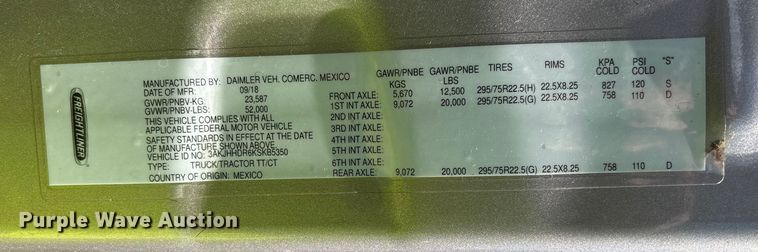 FREIGHTLINER
MANUFACTURED BY: DAIMLER VEH. COMERC. MEXICO
DATE OF MFR: 09/18
GVWR/PNBV-KG: 23,587
GVWR/PNBV-LBS: 52,000
THIS VEHICLE COMPLIES WITH ALL
APPLICABLE FEDERAL MOTOR VEHICLE
SAFETY STANDARDS IN EFFECT AT THE DATE
OF MANUFACTURE SHOWN ABOVE
VEHICLE ID NO: 3AKJHHDR6KSKB5350
TYPE: TRUCK/TRACTOR TT/CT
COUNTRY OF ORIGIN: MEXICO
GAWR/PNBE KGS GAWR/PNBE LBS TIRES RIMS KPA COLD PSI COLD "S"
FRONT AXLE: 5,670 12,500 295/75R22.5(H) 22.5X8.25 827 120 S
1ST INT AXLE: 9,072 20,000 295/75R22.5(G) 22.5X8.25 758 110 D
2ND INT AXLE:
3RD INT AXLE:
4TH INT AXLE:
5TH INT AXLE:
6TH INT AXLE:
REAR AXLE: 9,072 20,000 295/75R22.5(G) 22.5X8.25 758 110 D
Purple Wave Auction